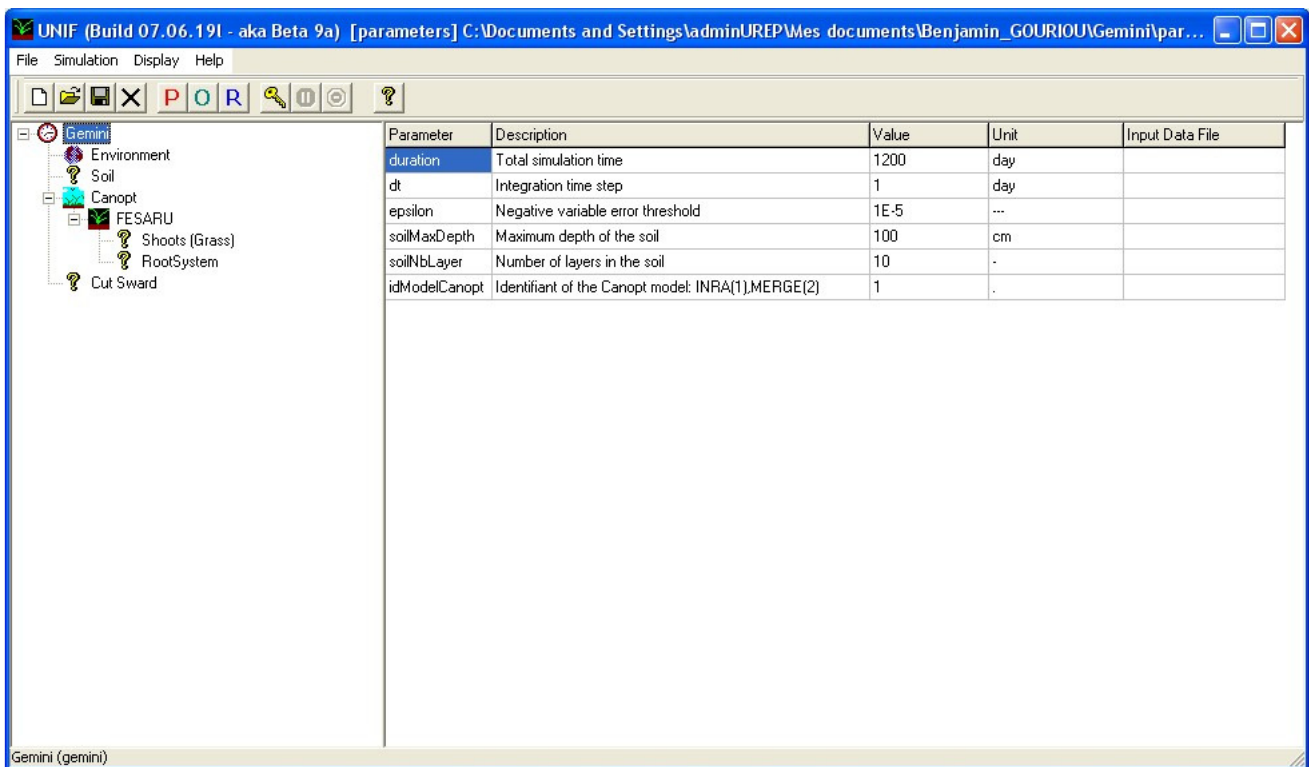 UNIF (Build 07.06.19l - aka Beta 9a) [parameters] C:\Documents and Settings\adminUREP\Mes documents\Benjamin_GOURIOU\Gemini\par...
File Simulation Display Help
P O R ?
Gemini
Environment
? Soil
Canopt
FESARU
? Shoots (Grass)
? RootSystem
? Cut Sward
Parameter Description Value Unit Input Data File
duration Total simulation time 1200 day
dt Integration time step 1 day
epsilon Negative variable error threshold 1E-5 ---
soilMaxDepth Maximum depth of the soil 100 cm
soilNbLayer Number of layers in the soil 10 -
idModelCanopt Identifiant of the Canopt model: INRA(1),MERGE(2) 1 .
Gemini (gemini)